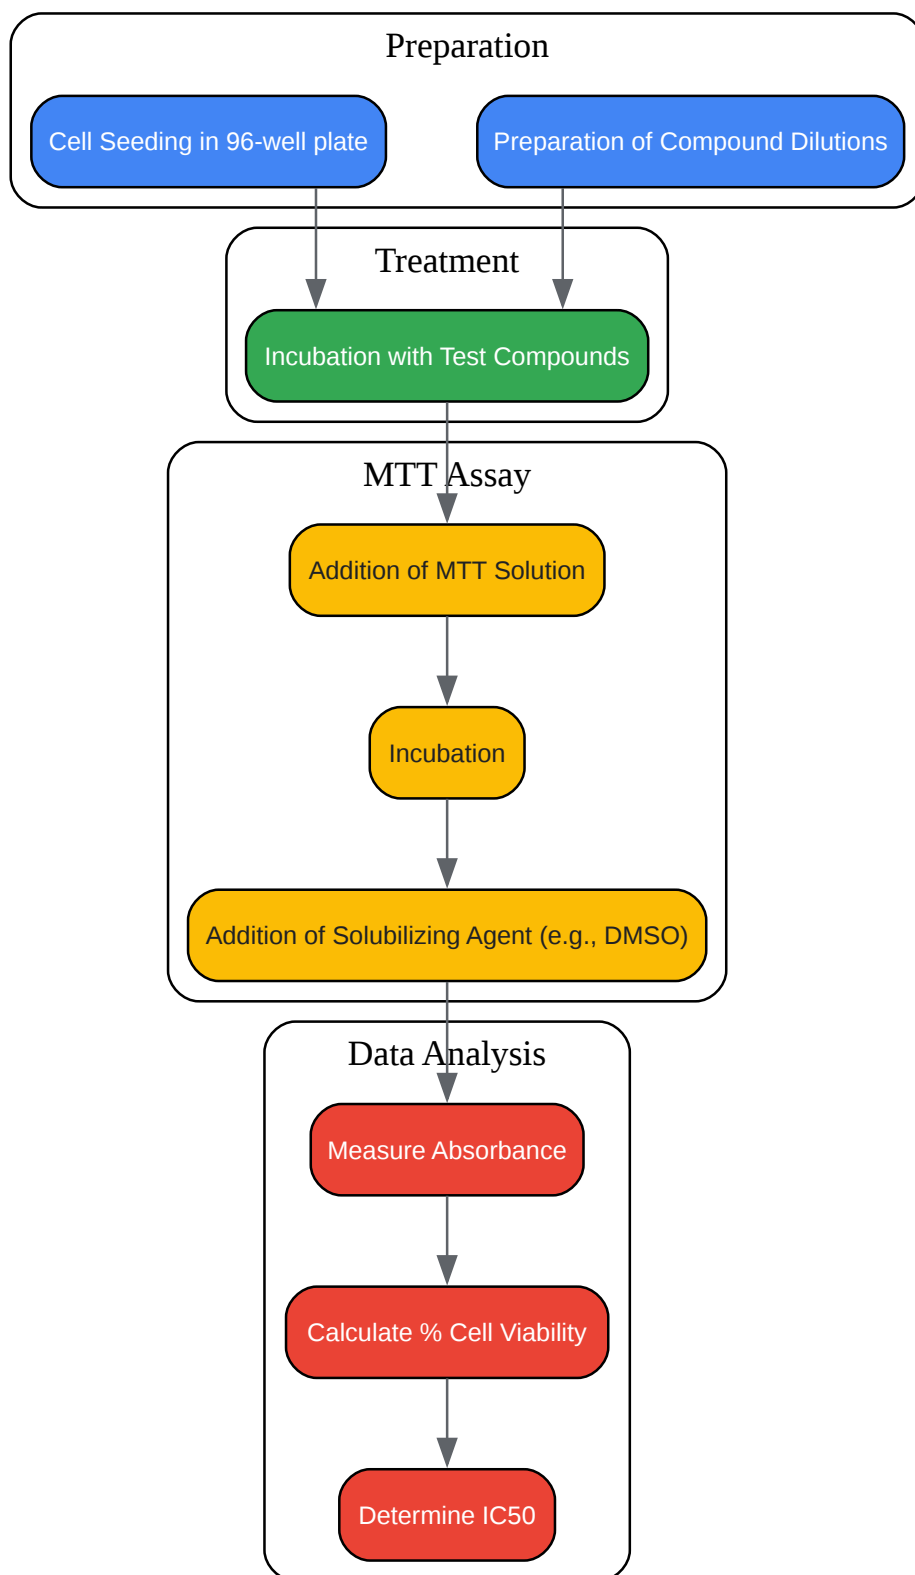 Preparation
Cell Seeding in 96-well plate
Preparation of Compound Dilutions
Treatment
Incubation with Test Compounds
MTT Assay
Addition of MTT Solution
Incubation
Addition of Solubilizing Agent (e.g., DMSO)
Data Analysis
Measure Absorbance
Calculate % Cell Viability
Determine IC50